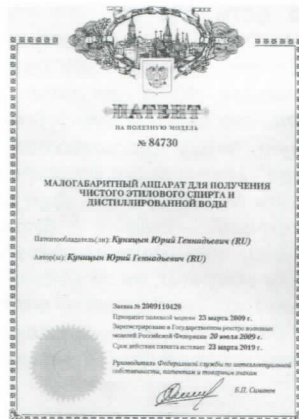 ПАТЕНТ
НА ПОЛЕЗНУЮ МОДЕЛЬ
№ 84730
МАЛОГАБАРИТНЫЙ АППАРАТ ДЛЯ ПОЛУЧЕНИЯ
ЧИСТОГО ЭТИЛОВОГО СПИРТА И
ДИСТИЛЛИРОВАННОЙ ВОДЫ
Патентообладатель(ли): Куницын Юрий Геннадьевич (RU)
Автор(ы): Куницын Юрий Геннадьевич (RU)
Заявка № 2009110426
Приоритет полезной модели 23 марта 2009 г.
Зарегистрировано в Государственном реестре полезных
моделей Российской Федерации 20 июля 2009 г.
Срок действия патента истекает 23 марта 2019 г.
Руководитель Федеральной службы по интеллектуальной
собственности, патентам и товарным знакам
Б.П. Симонов